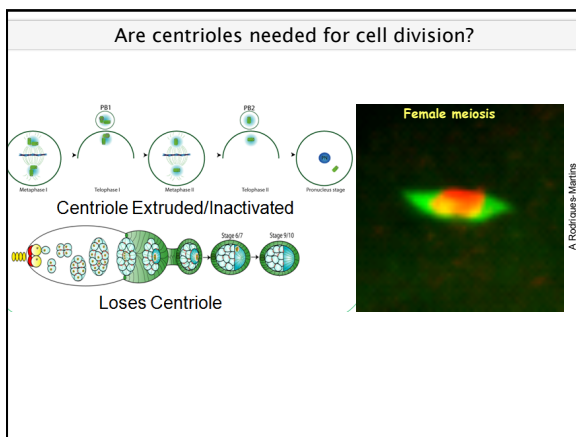 Are centrioles needed for cell division?
PB1
PB2
Metaphase I
Telophase I
Metaphase II
Telophase II
Pronucleus stage
Centriole Extruded/Inactivated
Stage 6/7
Stage 9/10
Loses Centriole
Female meiosis
A Rodrigues-Martins